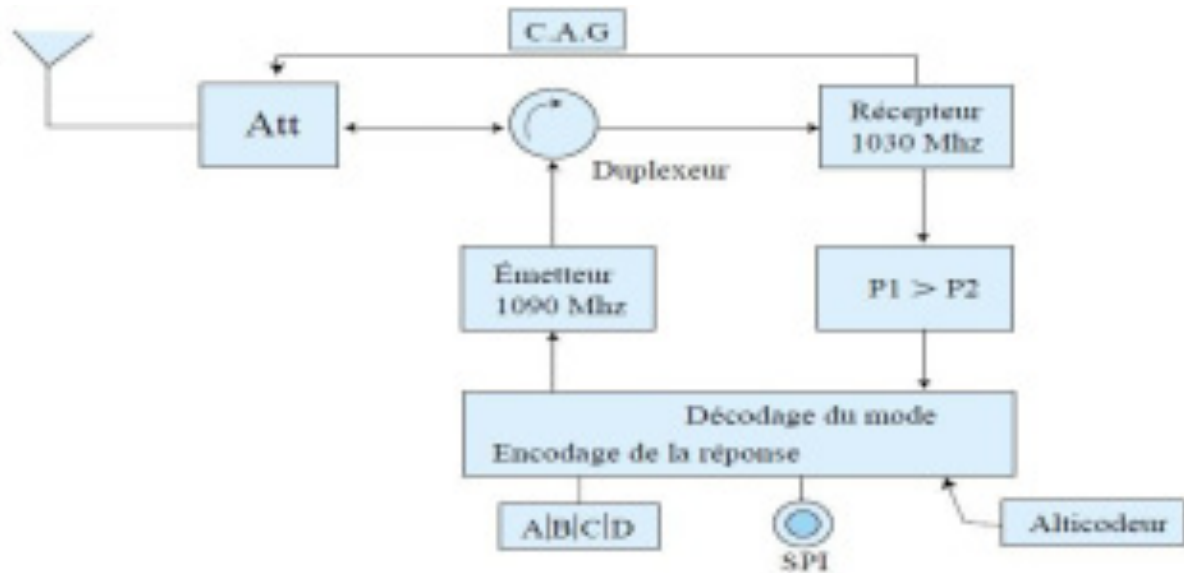 C.A.G
Att
Récepteur
1030 Mhz
Duplexeur
Émetteur
1090 Mhz
P1 > P2
Décodage du mode
Encodage de la réponse
A|B|C|D
SPI
Alticodeur